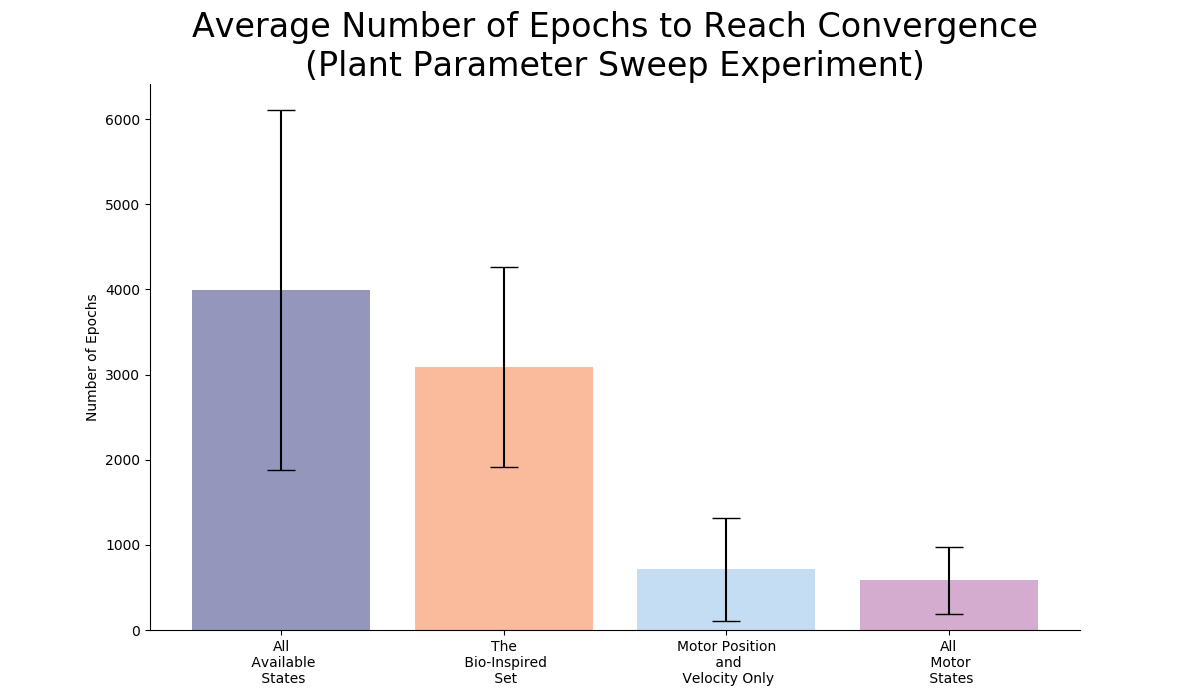 Average Number of Epochs to Reach Convergence
(Plant Parameter Sweep Experiment)
6000
5000
4000
3000
2000
1000
0
Number of Epochs
All
Available
States
The
Bio-Inspired
Set
Motor Position
and
Velocity Only
All
Motor
States